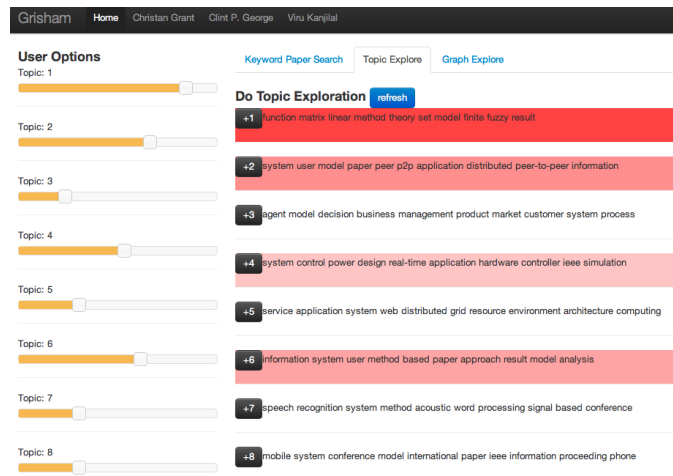 Grisham Home Christan Grant Clint P. George Viru Kanjilal
User Options
Topic: 1
Topic: 2
Topic: 3
Topic: 4
Topic: 5
Topic: 6
Topic: 7
Topic: 8
Keyword Paper Search Topic Explore Graph Explore
Do Topic Exploration refresh
+1 function matrix linear method theory set model finite fuzzy result
+2 system user model paper peer p2p application distributed peer-to-peer information
+3 agent model decision business management product market customer system process
+4 system control power design real-time application hardware controller ieee simulation
+5 service application system web distributed grid resource environment architecture computing
+6 information system user method based paper approach result model analysis
+7 speech recognition system method acoustic word processing signal based conference
+8 mobile system conference model international paper ieee information proceeding phone